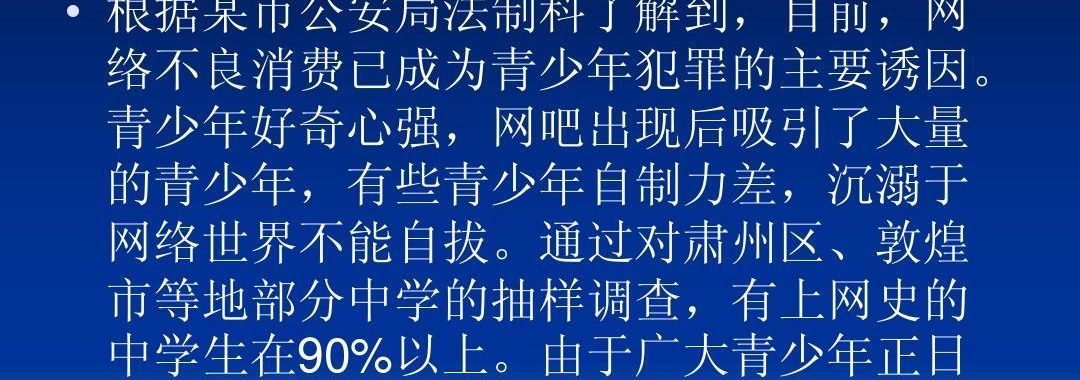 • 根据某市公安局法制科了解到，目前，网
络不良消费已成为青少年犯罪的主要诱因。
青少年好奇心强，网吧出现后吸引了大量
的青少年，有些青少年自制力差，沉溺于
网络世界不能自拔。通过对肃州区、敦煌
市等地部分中学的抽样调查，有上网史的
中学生在90%以上。由于广大青少年正日